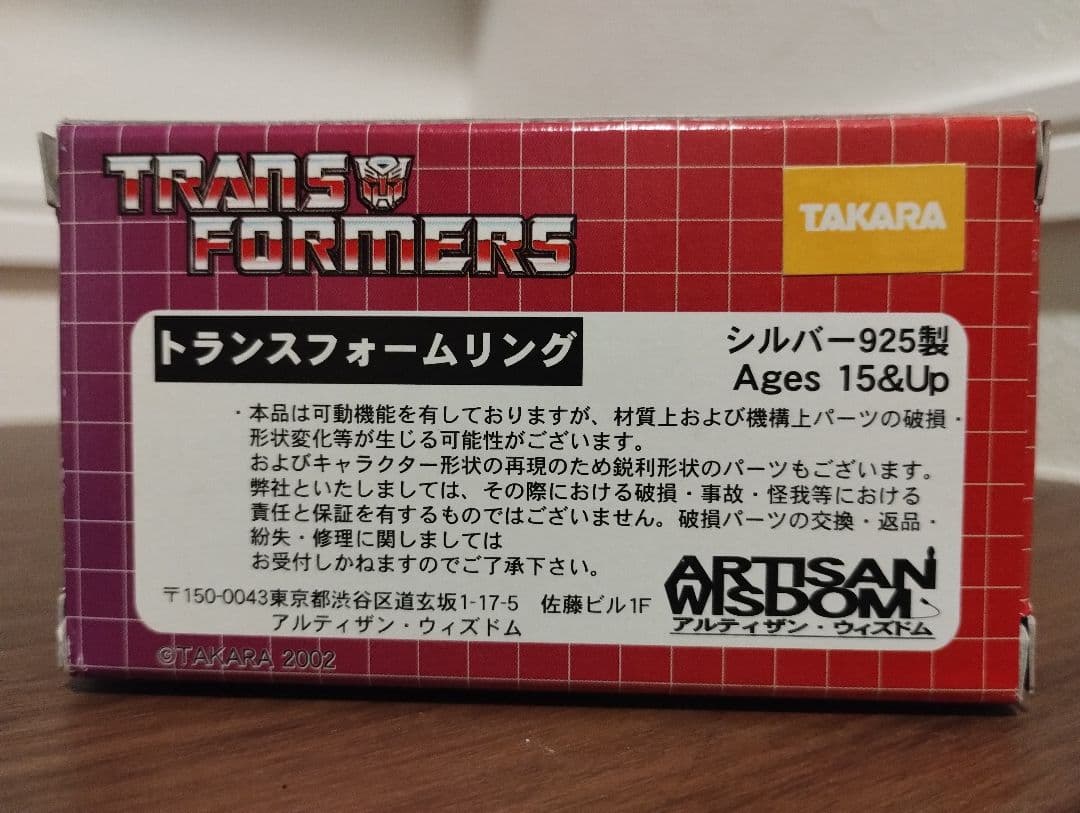 TRANSFORMERS
TAKARA
トランスフォームリング
シルバー925製
Ages 15&Up
・本品は可動機能を有しておりますが、材質上および機構上パーツの破損・
形状変化等が生じる可能性がございます。
およびキャラクター形状の再現のため鋭利形状のパーツもございます。
弊社といたしましては、その際における破損・事故・怪我等における
責任と保証を有するものではございません。破損パーツの交換・返品・
紛失・修理に関しましては
お受付しかねますのでご了承下さい。
〒150-0043東京都渋谷区道玄坂1-17-5 佐藤ビル1F
アルティザン・ウィズドム
ARTISAN
WISDOM
アルティザン・ウィズドム
©TAKARA 2002